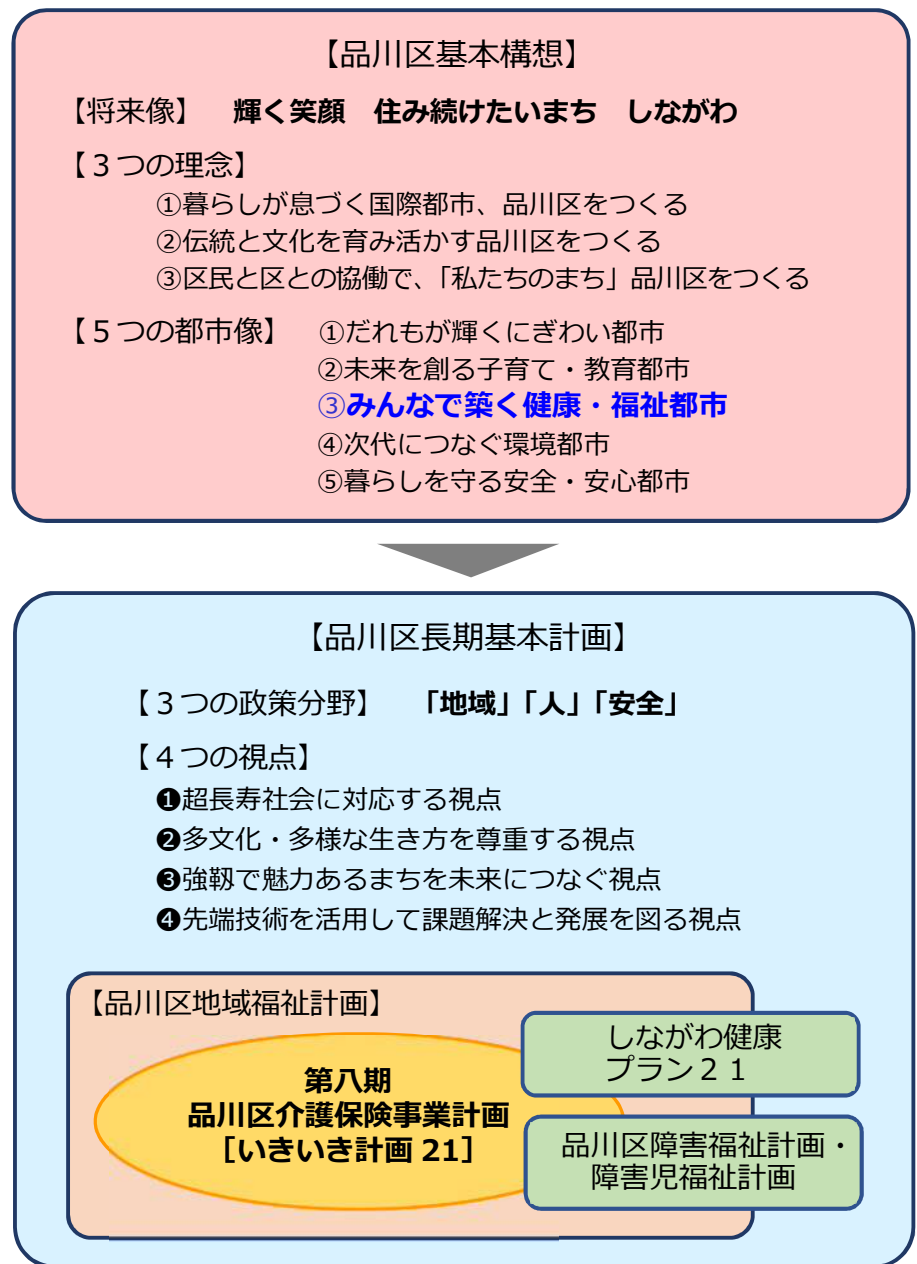 【品川区基本構想】
【将来像】　輝く笑顔　住み続けたいまち　しながわ
【３つの理念】
①暮らしが息づく国際都市、品川区をつくる
②伝統と文化を育み活かす品川区をつくる
③区民と区との協働で、「私たちのまち」品川区をつくる
【５つの都市像】　①だれもが輝くにぎわい都市
②未来を創る子育て・教育都市
③みんなで築く健康・福祉都市
④次代につなぐ環境都市
⑤暮らしを守る安全・安心都市
【品川区長期基本計画】
【３つの政策分野】　「地域」「人」「安全」
【４つの視点】
❶超長寿社会に対応する視点
❷多文化・多様な生き方を尊重する視点
❸強靱で魅力あるまちを未来につなぐ視点
❹先端技術を活用して課題解決と発展を図る視点
【品川区地域福祉計画】
第八期
品川区介護保険事業計画
［いきいき計画 21］
しながわ健康
プラン２１
品川区障害福祉計画・
障害児福祉計画